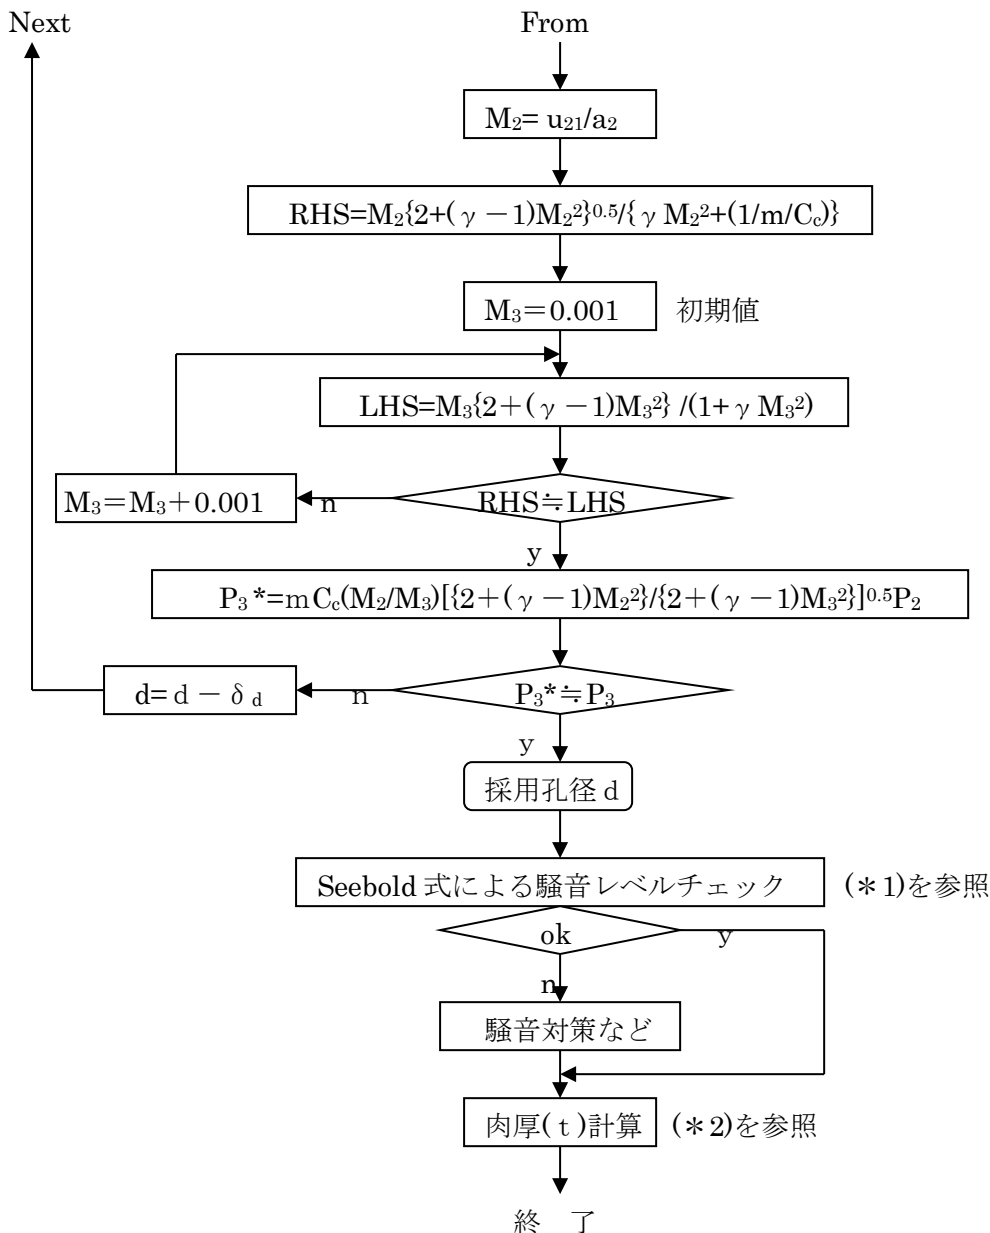 Next
From
M₂= u₂₁/a₂
RHS=M₂{2+(γ－1)M₂²}⁰·⁵/{γM₂²+(1/m/C꜀)}
M₃＝0.001 初期値
LHS=M₃{2＋(γ－1)M₃²} /(1+γM₃²)
M₃＝M₃＋0.001
n
RHS≒LHS
y
P₃*=ｍC꜀(M₂/M₃)[{2＋(γ－1)M₂²}/{2＋(γ－1)M₃²}]⁰·⁵P₂
d=ｄ－δd
n
P₃*≒P₃
y
採用孔径ｄ
Seebold 式による騒音レベルチェック (＊1)を参照
ok
y
n
騒音対策など
肉厚(ｔ)計算 (＊2)を参照
終 了